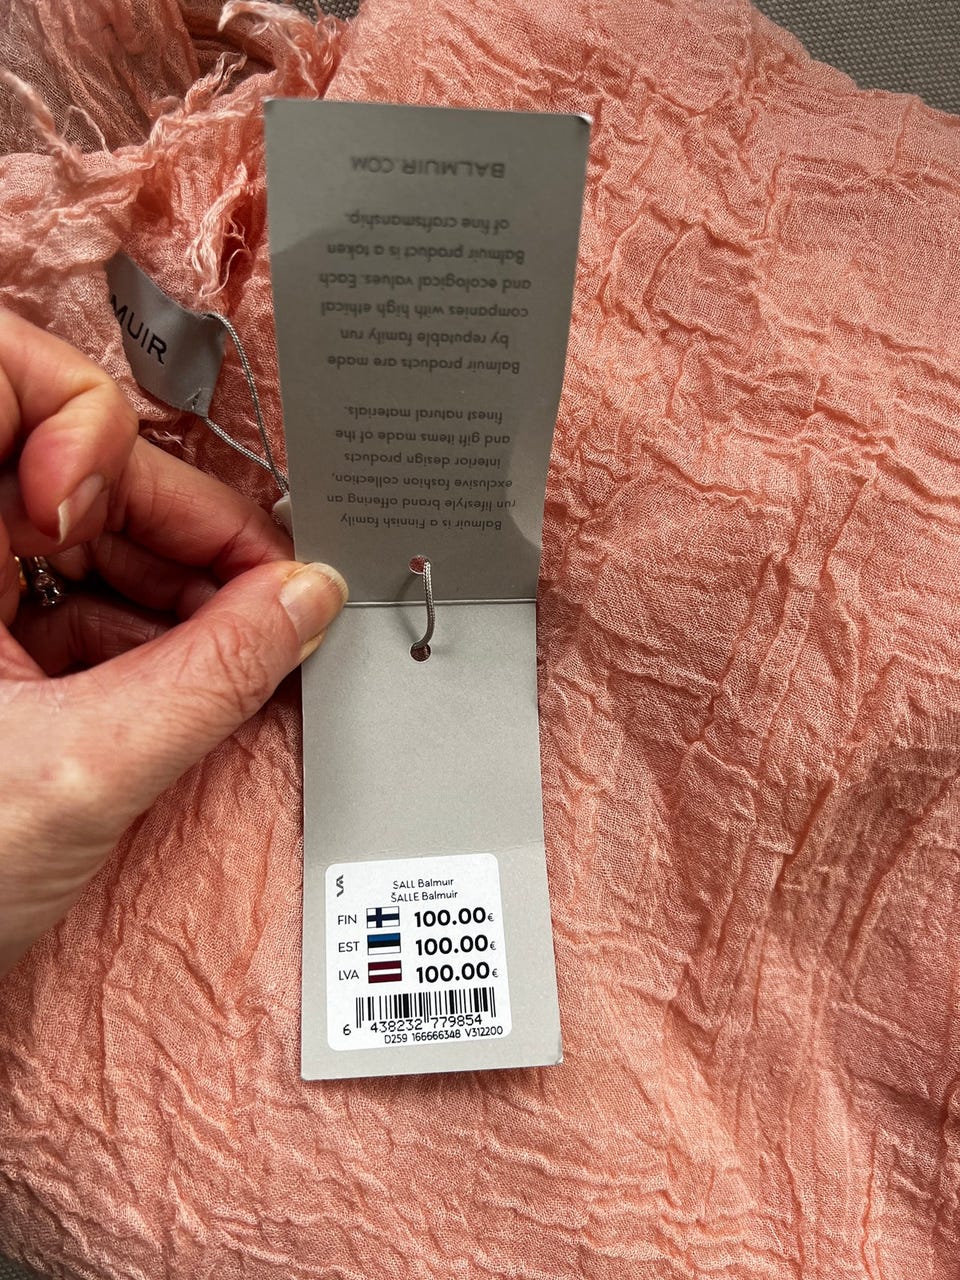 Balmuir is a Finnish family
run lifestyle brand offering an
exclusive fashion collection,
interior design products
and gift items made of the
finest natural materials.
Balmuir products are made
by reputable family run
companies with high ethical
and ecological values. Each
Balmuir product is a token
of fine craftsmanship.
BALMUIR.COM
MUIR
SALL Balmuir
ŠALLE Balmuir
FIN 100.00€
EST 100.00€
LVA 100.00€
6 438232 779854
D259 166666348 V312200